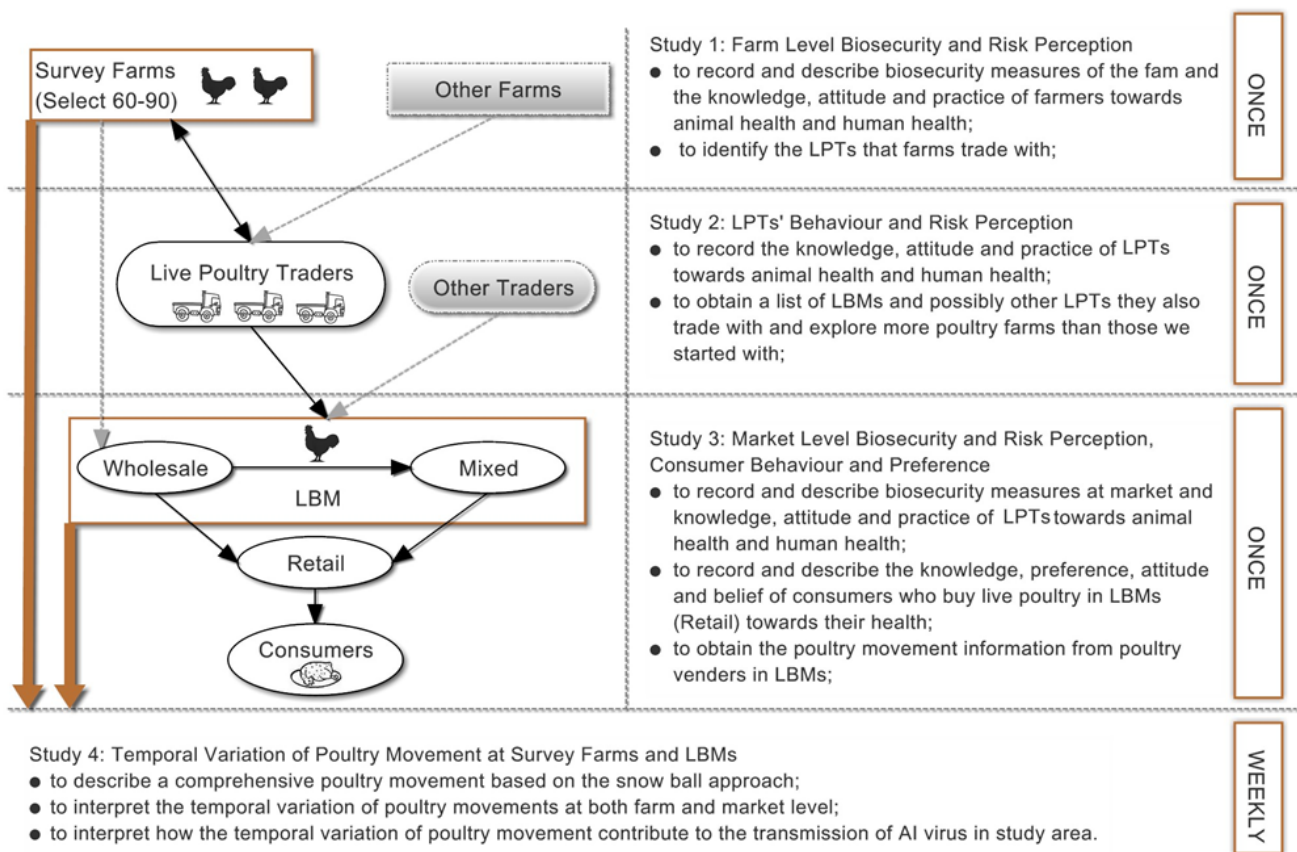 Survey Farms
(Select 60-90)
Other Farms
Study 1: Farm Level Biosecurity and Risk Perception
● to record and describe biosecurity measures of the fam and
the knowledge, attitude and practice of farmers towards
animal health and human health;
● to identify the LPTs that farms trade with;
ONCE
Live Poultry Traders
Other Traders
Study 2: LPTs' Behaviour and Risk Perception
● to record the knowledge, attitude and practice of LPTs
towards animal health and human health;
● to obtain a list of LBMs and possibly other LPTs they also
trade with and explore more poultry farms than those we
started with;
ONCE
Wholesale
Mixed
LBM
Retail
Consumers
Study 3: Market Level Biosecurity and Risk Perception,
Consumer Behaviour and Preference
● to record and describe biosecurity measures at market and
knowledge, attitude and practice of LPTs towards animal
health and human health;
● to record and describe the knowledge, preference, attitude
and belief of consumers who buy live poultry in LBMs
(Retail) towards their health;
● to obtain the poultry movement information from poultry
venders in LBMs;
ONCE
Study 4: Temporal Variation of Poultry Movement at Survey Farms and LBMs
● to describe a comprehensive poultry movement based on the snow ball approach;
● to interpret the temporal variation of poultry movements at both farm and market level;
● to interpret how the temporal variation of poultry movement contribute to the transmission of AI virus in study area.
WEEKLY